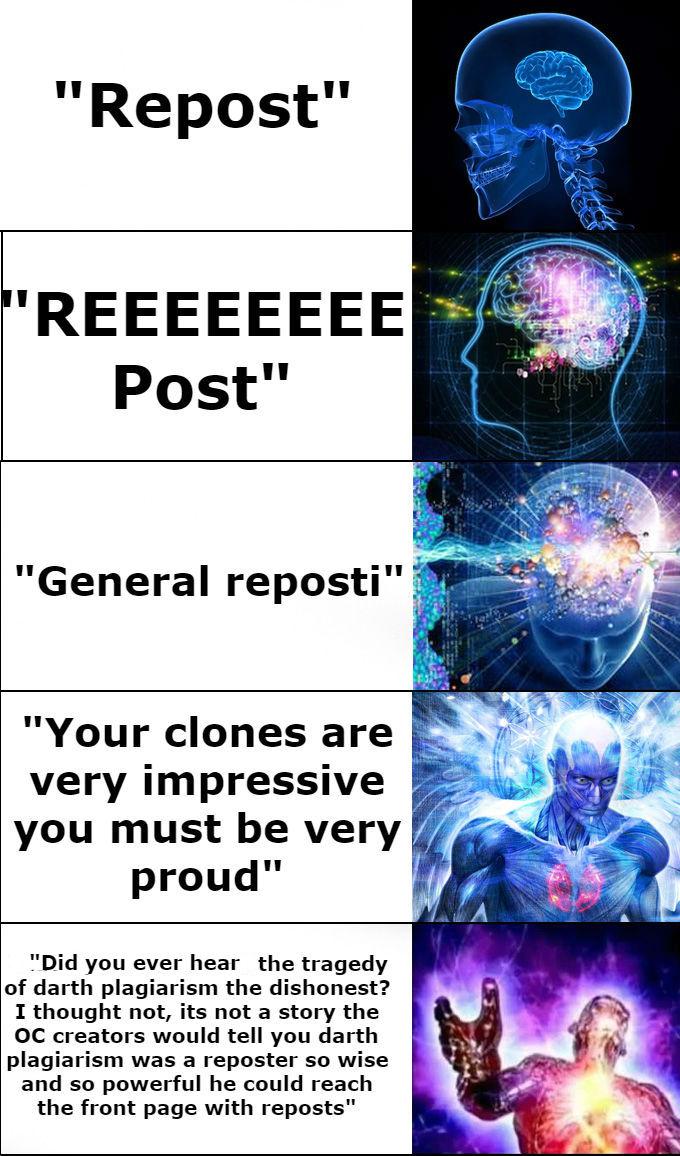 "Repost"
"REEEEEEEE
Post"
"General reposti"
"Your clones are
very impressive
you must be very
proud"
"Did you ever hear the tragedy
of darth plagiarism the dishonest?
I thought not, its not a story the
OC creators would tell you darth
plagiarism was a reposter so wise
and so powerful he could reach
the front page with reposts"